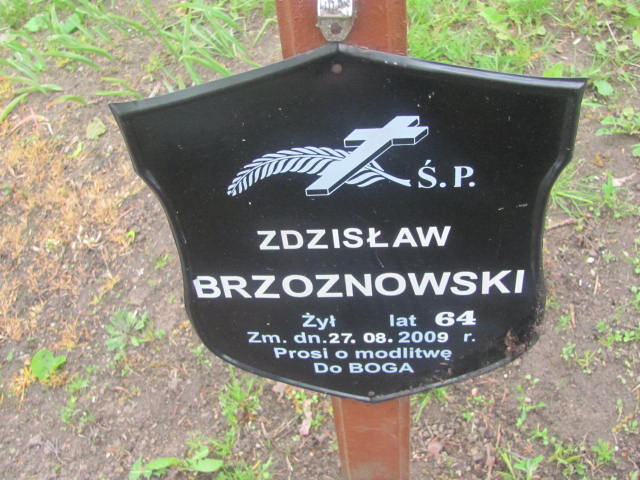 Ś.P.
ZDZISŁAW
BRZOZNOWSKI
Żył lat 64
Zm. dn. 27. 08. 2009 r.
Prosi o modlitwę
Do BOGA